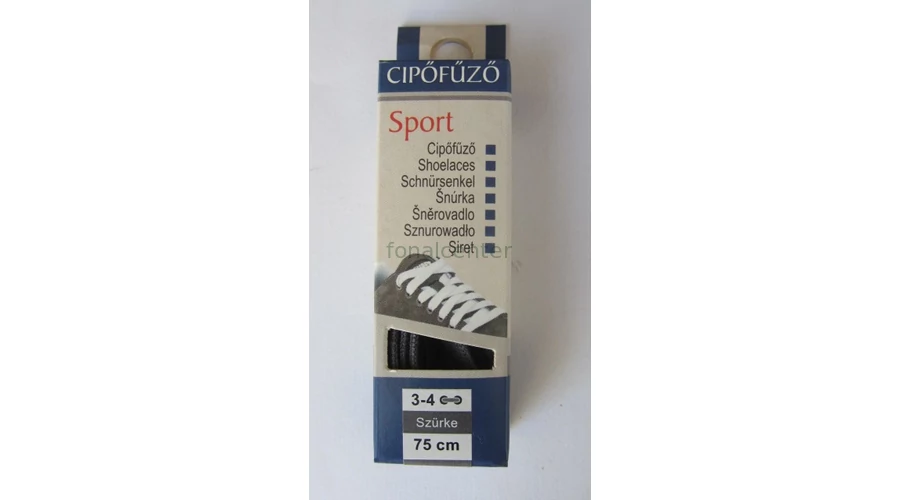 CIPŐFŰZŐ
Sport
Cipőfűző
Shoelaces
Schnürsenkel
Šnúrka
Šněrovadlo
Sznurowadło
Şiret
fonalcenter
3-4
Szürke
75 cm